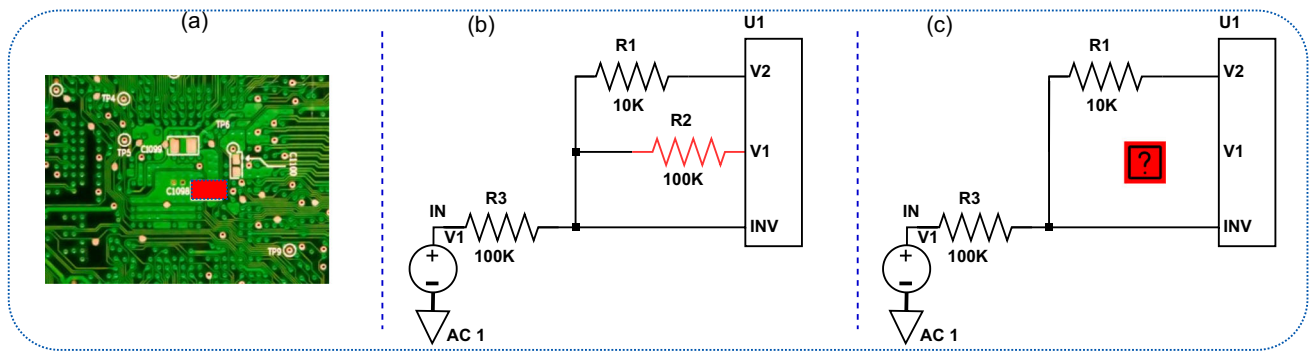 (a)
TP4
TP6
TP5
C1099
C1100
C1098
TP9
(b)
U1
R1
V2
10K
R2
V1
100K
IN
R3
V1
INV
100K
AC 1
(c)
U1
R1
V2
10K
V1
?
IN
R3
V1
INV
100K
AC 1